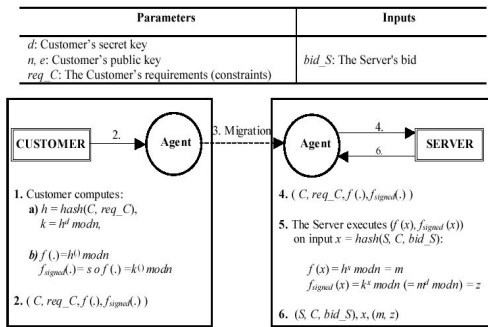 Parameters
Inputs
d: Customer's secret key
n, e: Customer's public key
req_C: The Customer's requirements (constraints)
bid_S: The Server's bid
CUSTOMER
2.
Agent
3. Migration
Agent
4.
6.
SERVER
1. Customer computes:
a) h = hash(C, req_C),
k = h^d modn,
b) f (.)=h^() modn
f_signed(.)= s o f (.) =k^() modn
2. ( C, req_C, f (.), f_signed(.) )
4. ( C, req_C, f (.), f_signed(.) )
5. The Server executes (f (x), f_signed (x))
on input x = hash(S, C, bid_S):
f (x) = h^x modn = m
f_signed (x) = k^x modn (= m^d modn) = z
6. (S, C, bid_S), x, (m, z)